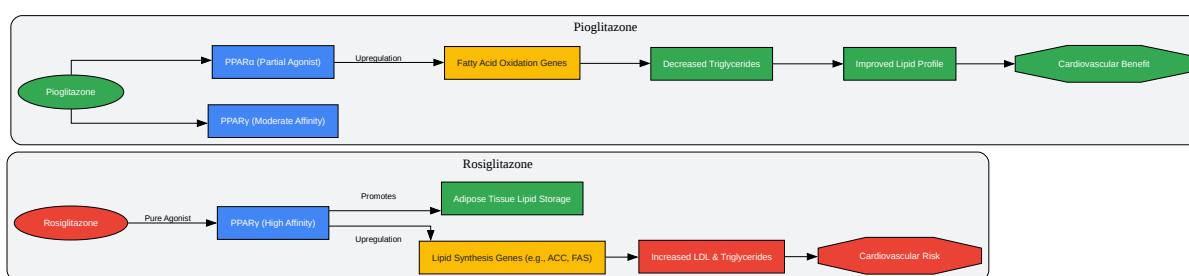 Pioglitazone
Pioglitazone
PPARα (Partial Agonist)
Upregulation
Fatty Acid Oxidation Genes
Decreased Triglycerides
Improved Lipid Profile
Cardiovascular Benefit
PPARγ (Moderate Affinity)
Rosiglitazone
Rosiglitazone
Pure Agonist
PPARγ (High Affinity)
Promotes
Adipose Tissue Lipid Storage
Upregulation
Lipid Synthesis Genes (e.g., ACC, FAS)
Increased LDL & Triglycerides
Cardiovascular Risk